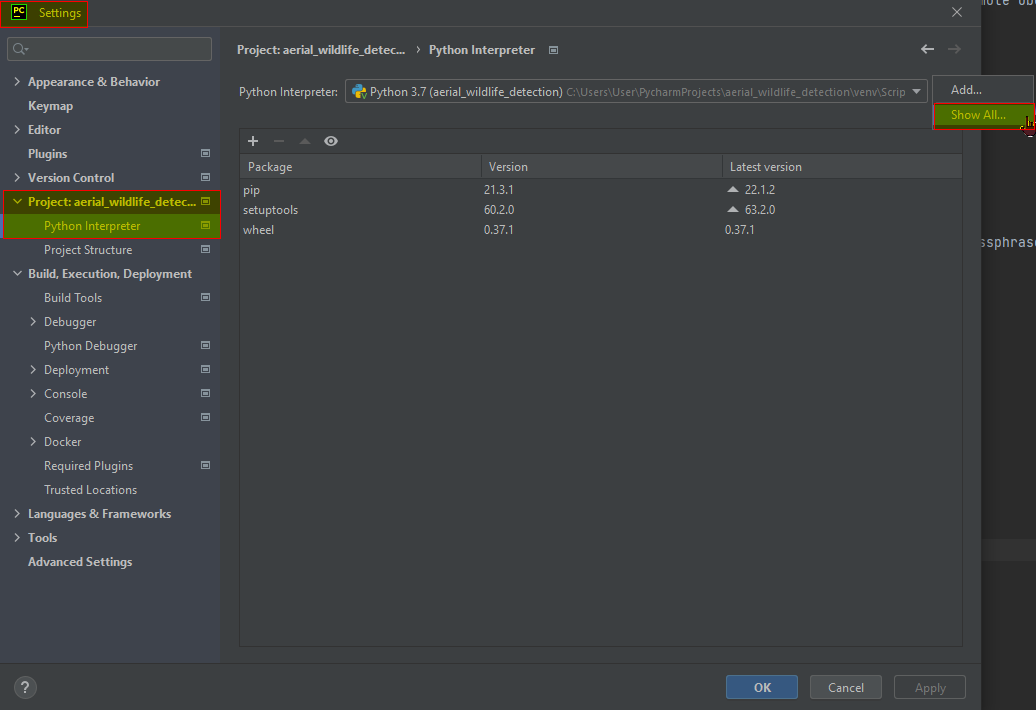 PC Settings
Project: aerial_wildlife_detec... › Python Interpreter
Python Interpreter: Python 3.7 (aerial_wildlife_detection) C:\Users\User\PycharmProjects\aerial_wildlife_detection\venv\Scrip
Add...
Show All...
Appearance & Behavior
Keymap
Editor
Plugins
Version Control
Project: aerial_wildlife_detec...
Python Interpreter
Project Structure
Build, Execution, Deployment
Build Tools
Debugger
Python Debugger
Deployment
Console
Coverage
Docker
Required Plugins
Trusted Locations
Languages & Frameworks
Tools
Advanced Settings
Package Version Latest version
pip 21.3.1 22.1.2
setuptools 60.2.0 63.2.0
wheel 0.37.1 0.37.1
ssphras
? OK Cancel Apply